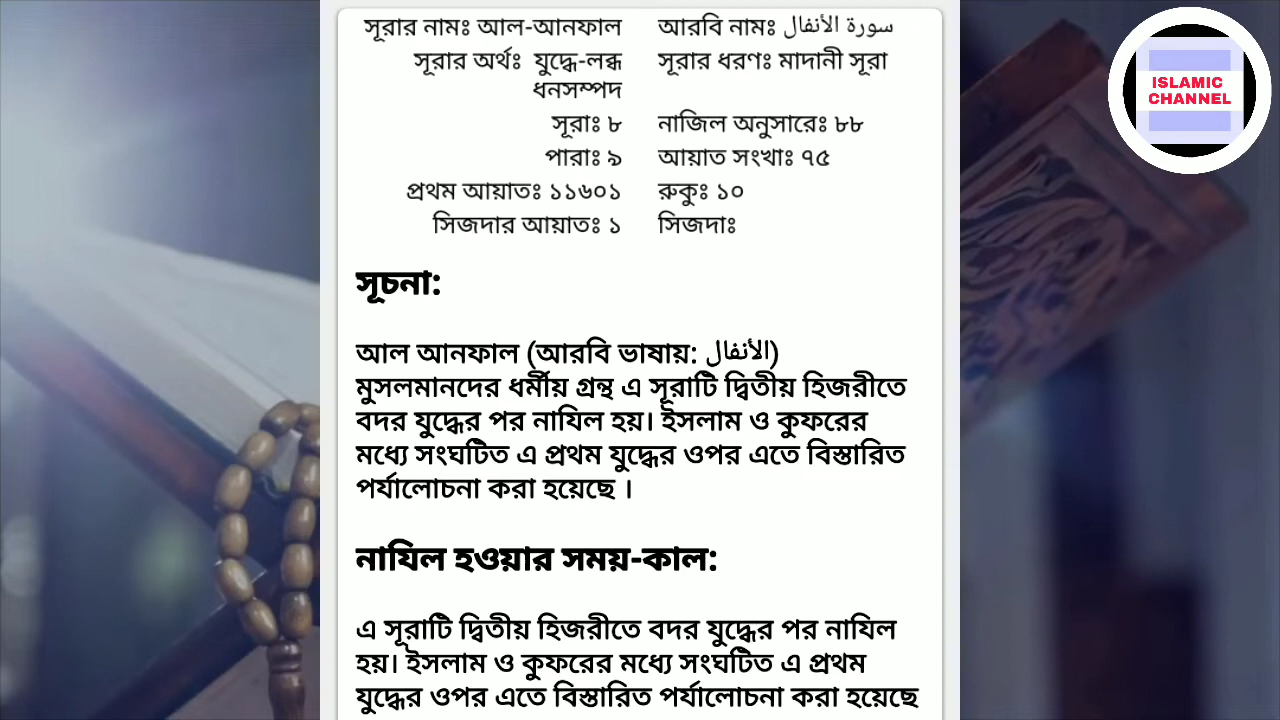 সূরার নামঃ আল-আনফাল আরবি নামঃ سورة الأنفال
সূরার অর্থঃ যুদ্ধে-লব্ধ ধনসম্পদ সূরার ধরণঃ মাদানী সূরা
সূরাঃ ৮ নাজিল অনুসারেঃ ৮৮
পারাঃ ৯ আয়াত সংখাঃ ৭৫
প্রথম আয়াতঃ ১১৬০১ রুকুঃ ১০
সিজদার আয়াতঃ ১ সিজদাঃ
সূচনা:
আল আনফাল (আরবি ভাষায়: الأنفال)
মুসলমানদের ধর্মীয় গ্রন্থ এ সূরাটি দ্বিতীয় হিজরীতে
বদর যুদ্ধের পর নাযিল হয়। ইসলাম ও কুফরের
মধ্যে সংঘটিত এ প্রথম যুদ্ধের ওপর এতে বিস্তারিত
পর্যালোচনা করা হয়েছে ।
নাযিল হওয়ার সময়-কাল:
এ সূরাটি দ্বিতীয় হিজরীতে বদর যুদ্ধের পর নাযিল
হয়। ইসলাম ও কুফরের মধ্যে সংঘটিত এ প্রথম
যুদ্ধের ওপর এতে বিস্তারিত পর্যালোচনা করা হয়েছে
ISLAMIC
CHANNEL